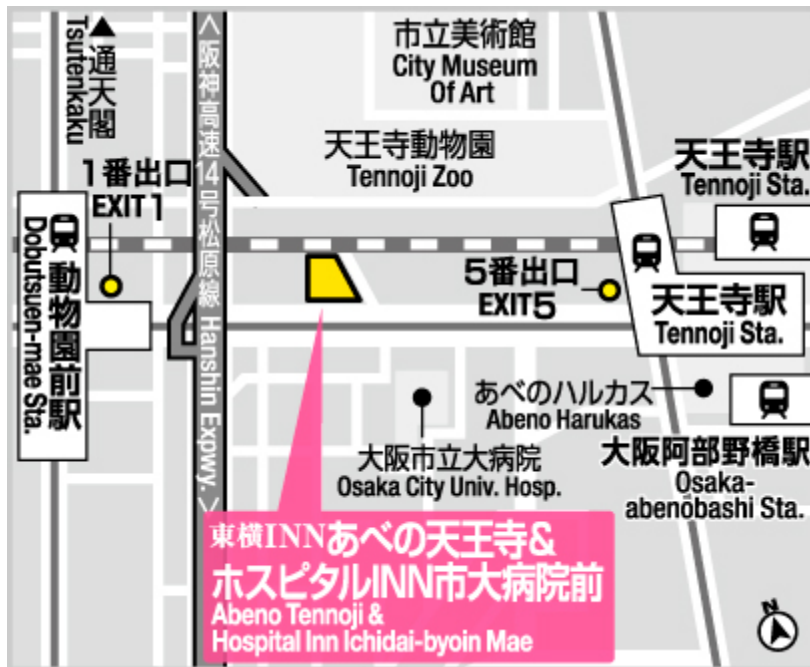 ▲通天閣
Tsutenkaku
く阪神高速14号松原線 Hanshin Expwy.〉
市立美術館
City Museum
Of Art
天王寺動物園
Tennoji Zoo
天王寺駅
Tennoji Sta.
1番出口
EXIT1
動物園前駅
Dobutsuen-mae Sta.
5番出口
EXIT5
天王寺駅
Tennoji Sta.
あべのハルカス
Abeno Harukas
大阪市立大病院
Osaka City Univ. Hosp.
大阪阿部野橋駅
Osaka-
abenobashi Sta.
東横INNあべの天王寺&
ホスピタルINN市大病院前
Abeno Tennoji &
Hospital Inn Ichidai-byoin Mae
N